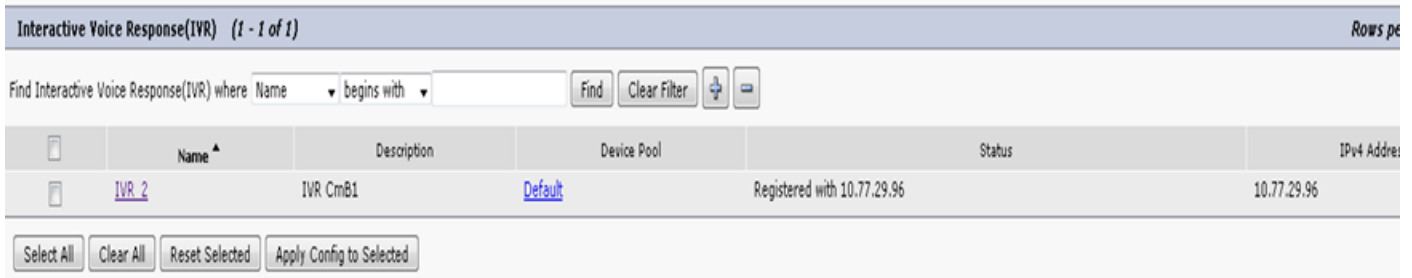 Interactive Voice Response(IVR) (1 - 1 of 1) Rows pe
Find Interactive Voice Response(IVR) where Name begins with Find Clear Filter
Name Description Device Pool Status IPv4 Addres
IVR_2 IVR CmB1 Default Registered with 10.77.29.96 10.77.29.96
Select All Clear All Reset Selected Apply Config to Selected